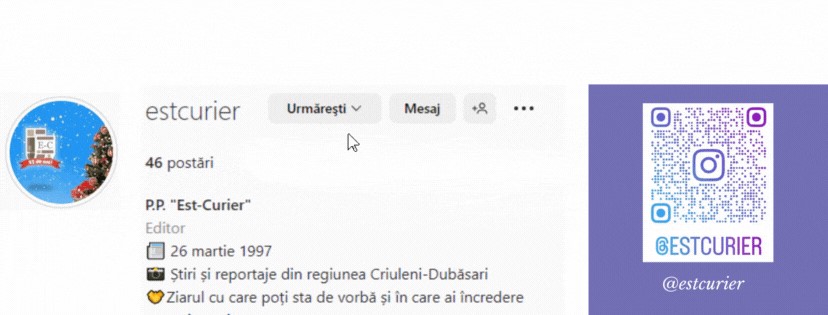 estcurier
Urmărești
Mesaj
46 postări
P.P. "Est-Curier"
Editor
26 martie 1997
Știri și reportaje din regiunea Criuleni-Dubăsari
Ziarul cu care poți sta de vorbă și în care ai încredere
E-C
@ESTCURIER
@estcurier